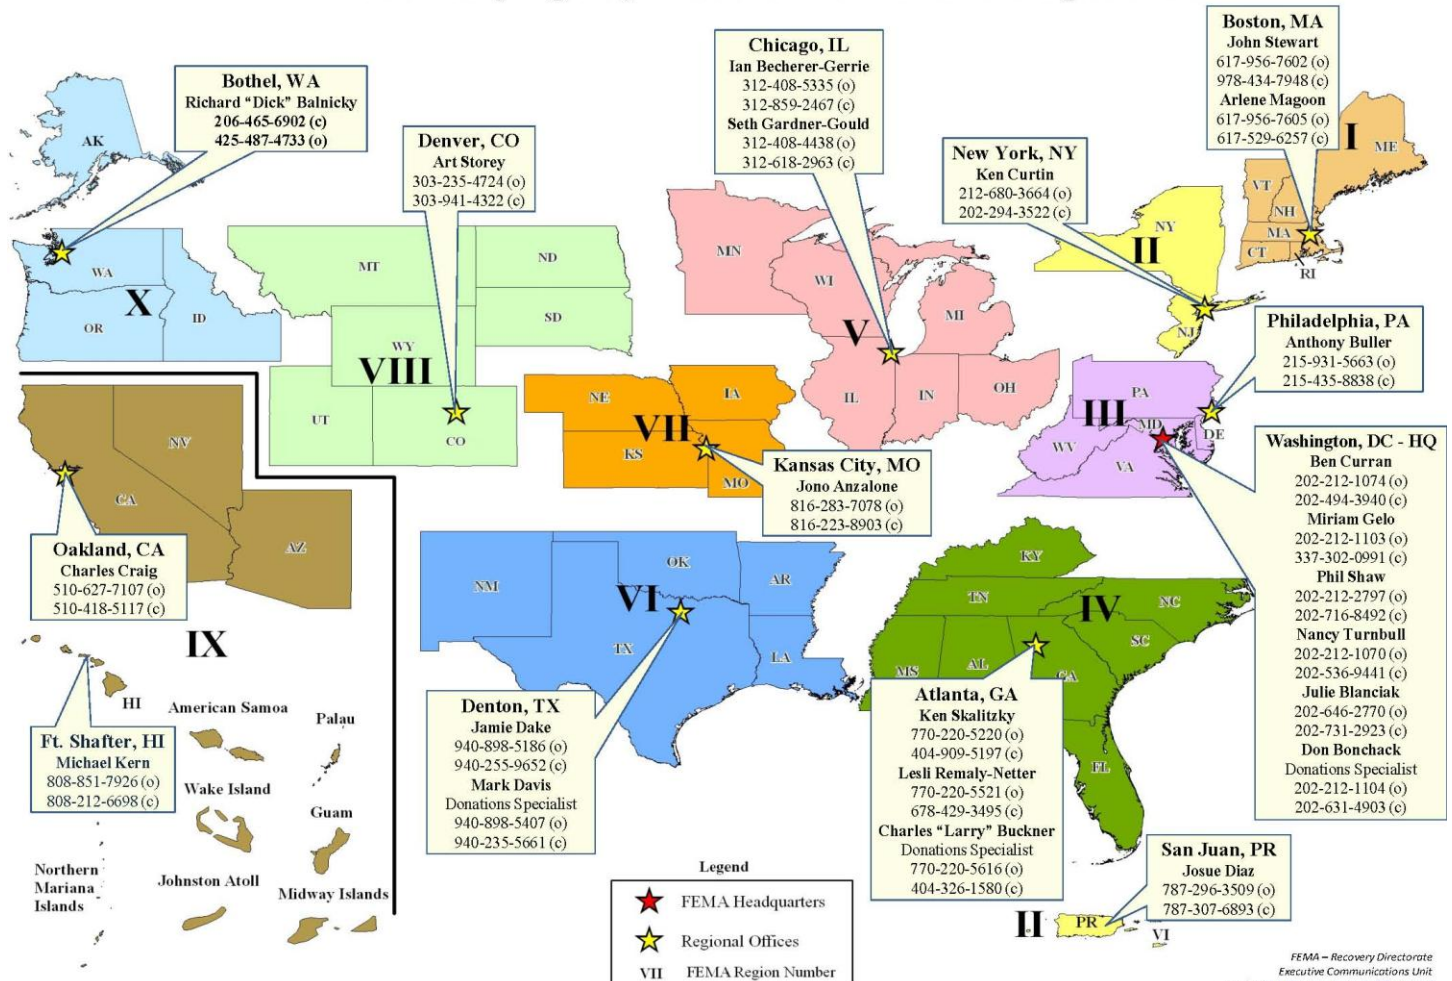 Boston, MA
John Stewart
617-956-7602 (o)
978-434-7948 (c)
Arlene Magoon
617-956-7605 (o)
617-529-6257 (c)
Chicago, IL
Ian Becherer-Gerrie
312-408-5335 (o)
312-859-2467 (c)
Seth Gardner-Gould
312-408-4438 (o)
312-618-2963 (c)
Bothel, WA
Richard “Dick” Balnicky
206-465-6902 (c)
425-487-4733 (o)
Denver, CO
Art Storey
303-235-4724 (o)
303-941-4322 (c)
New York, NY
Ken Curtin
212-680-3664 (o)
202-294-3522 (c)
AK
WA
OR
ID
X
MT
ND
SD
WY
VIII
UT
CO
MN
WI
MI
V
IL
IN
OH
NY
II
NJ
I
ME
VT
NH
MA
CT
RI
Philadelphia, PA
Anthony Buller
215-931-5663 (o)
215-435-8838 (c)
PA
III
MD
DE
WV
VA
NE
IA
VII
KS
MO
Kansas City, MO
Jono Anzalone
816-283-7078 (o)
816-223-8903 (c)
Washington, DC - HQ
Ben Curran
202-212-1074 (o)
202-494-3940 (c)
Miriam Gelo
202-212-1103 (o)
337-302-0991 (c)
Phil Shaw
202-212-2797 (o)
202-716-8492 (c)
Nancy Turnbull
202-212-1070 (o)
202-536-9441 (c)
Julie Blanciak
202-646-2770 (o)
202-731-2923 (c)
Don Bonchack
Donations Specialist
202-212-1104 (o)
202-631-4903 (c)
NV
CA
AZ
Oakland, CA
Charles Craig
510-627-7107 (o)
510-418-5117 (c)
IX
NM
OK
AR
VI
TX
LA
KY
TN
NC
IV
SC
MS
AL
GA
FL
HI
Ft. Shafter, HI
Michael Kern
808-851-7926 (o)
808-212-6698 (c)
American Samoa
Palau
Wake Island
Guam
Northern
Mariana
Islands
Johnston Atoll
Midway Islands
Denton, TX
Jamie Dake
940-898-5186 (o)
940-255-9652 (c)
Mark Davis
Donations Specialist
940-898-5407 (o)
940-235-5661 (c)
Atlanta, GA
Ken Skalitzky
770-220-5220 (o)
404-909-5197 (c)
Lesli Remaly-Netter
770-220-5521 (o)
678-429-3495 (c)
Charles “Larry” Buckner
Donations Specialist
770-220-5616 (o)
404-326-1580 (c)
San Juan, PR
Josue Diaz
787-296-3509 (o)
787-307-6893 (c)
II
PR
VI
Legend
FEMA Headquarters
Regional Offices
VII FEMA Region Number
FEMA – Recovery Directorate
Executive Communications Unit